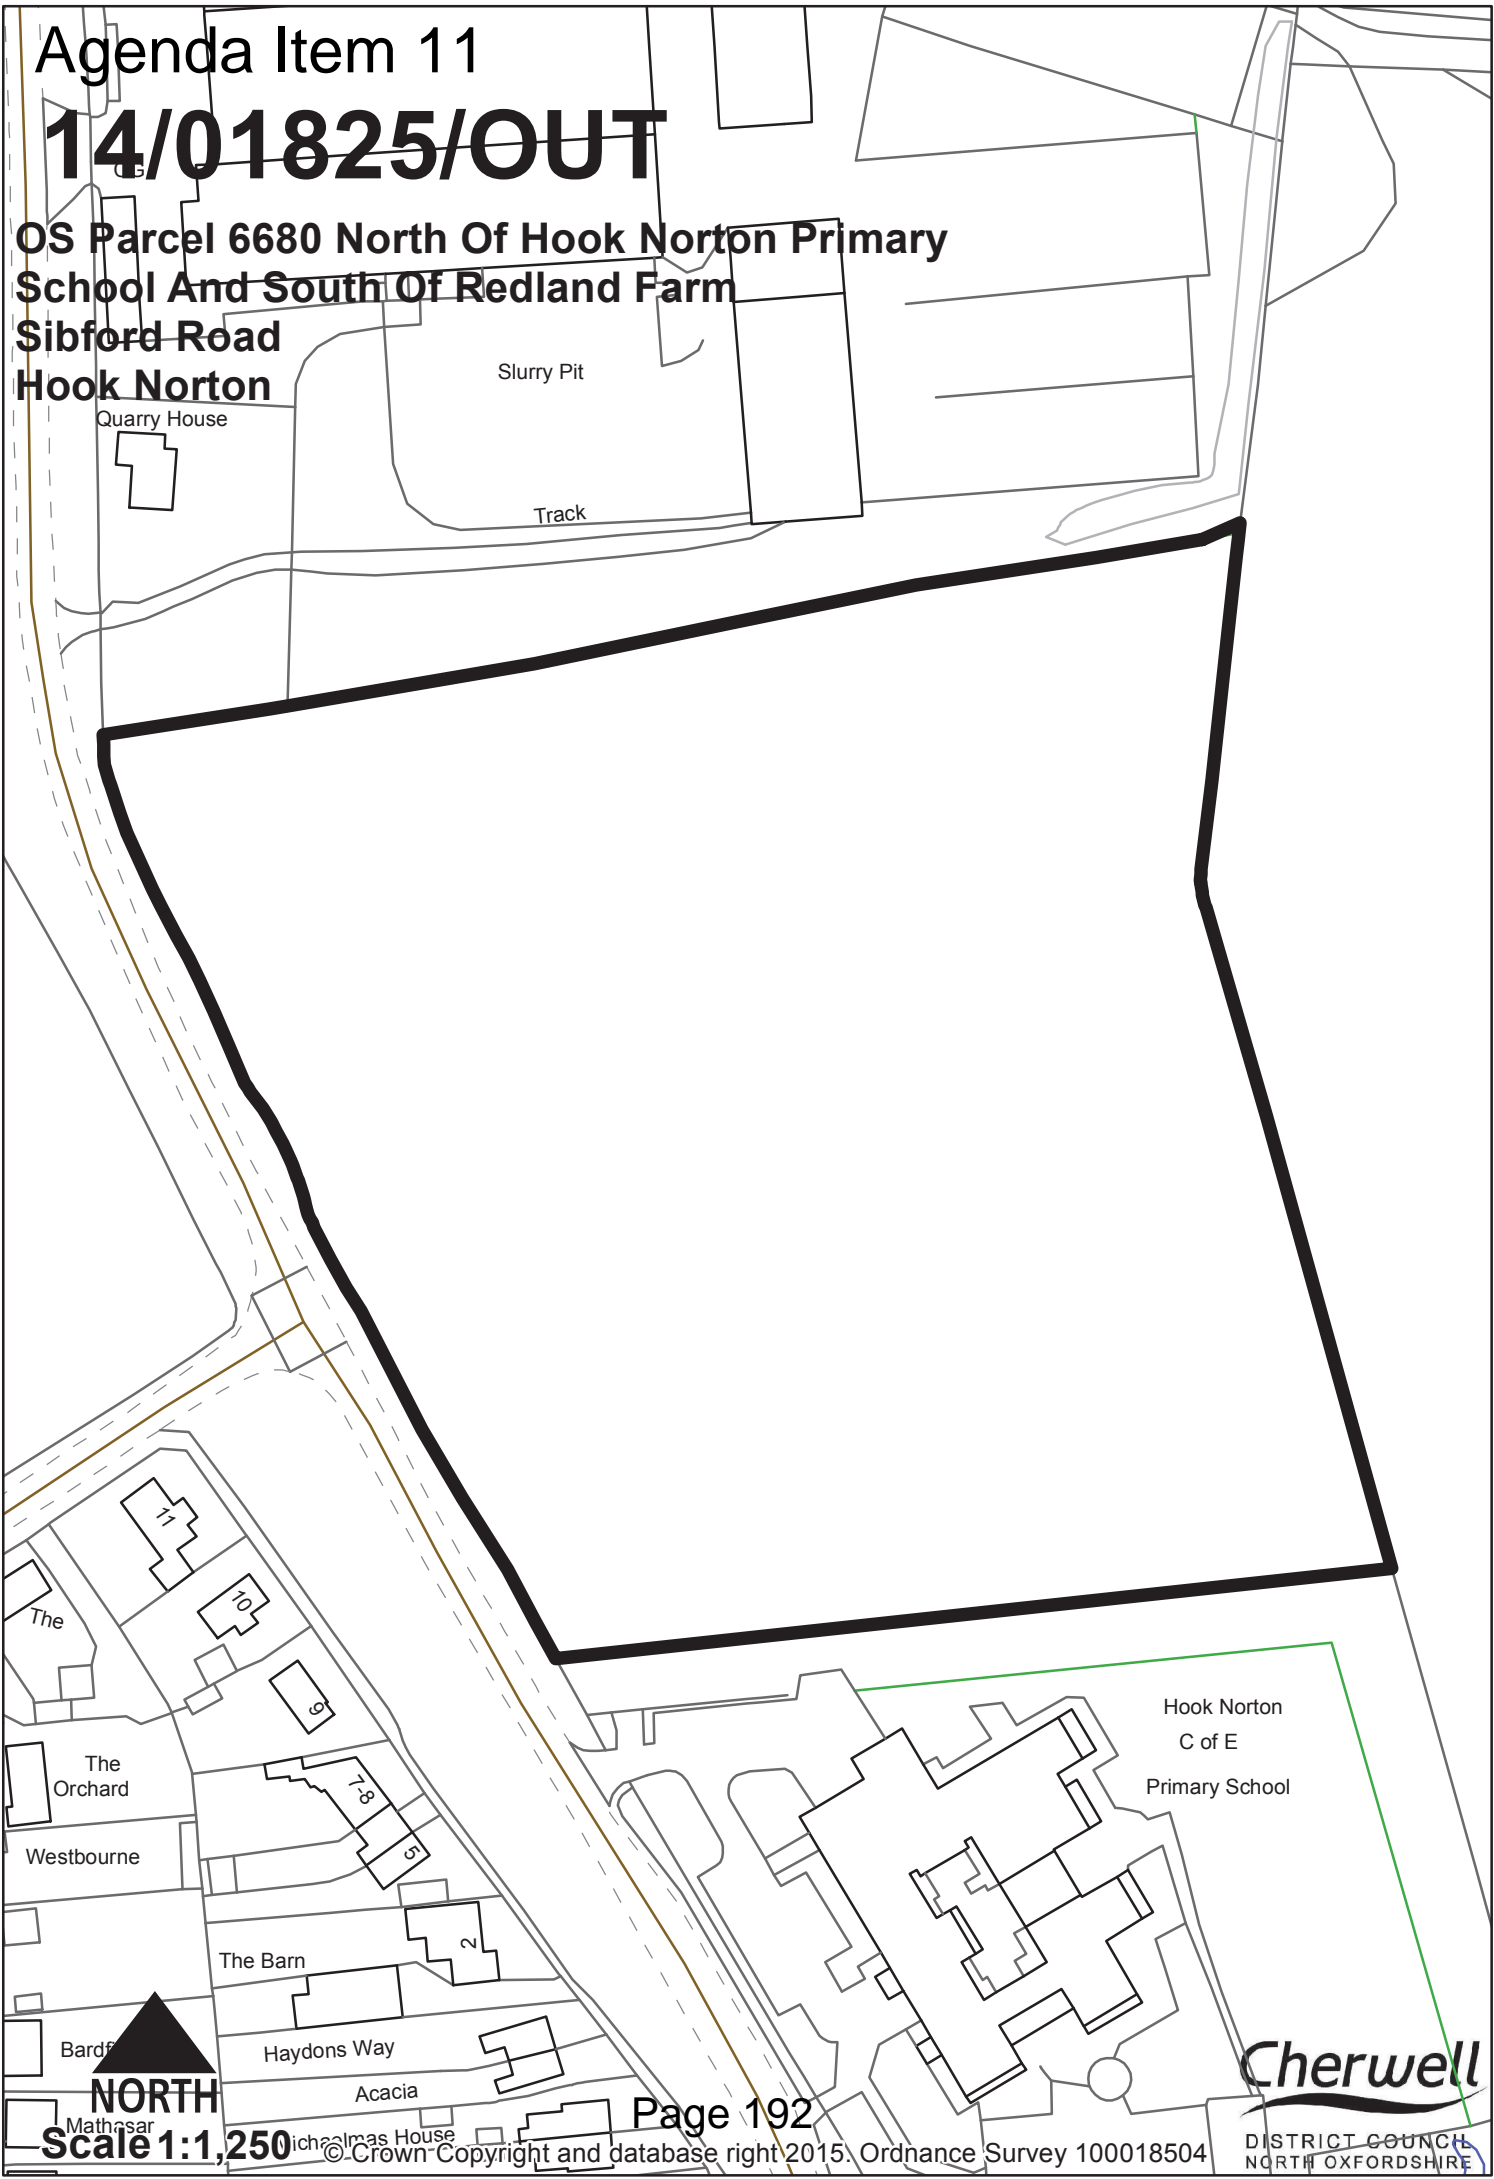 Agenda Item 11
14/01825/OUT
OS Parcel 6680 North Of Hook Norton Primary
School And South Of Redland Farm
Sibford Road
Hook Norton
Slurry Pit
Quarry House
Track
11
10
The
9
Hook Norton
C of E
Primary School
The
Orchard
7-8
5
Westbourne
2
The Barn
Haydons Way
Acacia
NORTH
Mathasar
Scale 1:1,250
House
Page 192
© Crown Copyright and database right 2015. Ordnance Survey 100018504
Cherwell
DISTRICT COUNCIL
NORTH OXFORDSHIRE